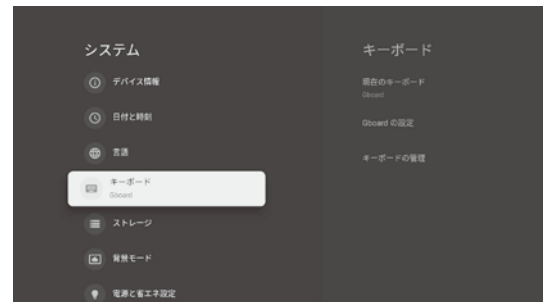 システム
デバイス情報
日付と時刻
言語
キーボード
Gboard
ストレージ
背景モード
電源と省エネ設定
キーボード
現在のキーボード
Gboard
Gboard の設定
キーボードの管理